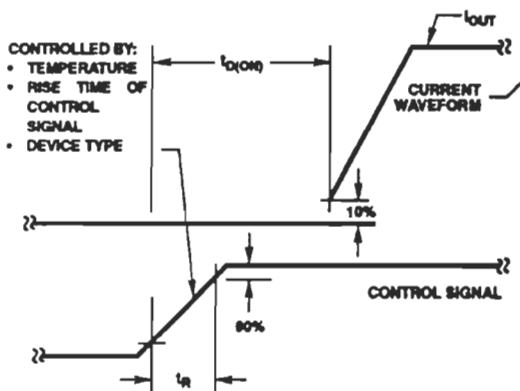 CONTROLLED BY:
• TEMPERATURE
• RISE TIME OF
CONTROL
SIGNAL
• DEVICE TYPE
tD(ON)
IOUT
CURRENT
WAVEFORM
10%
90%
CONTROL SIGNAL
tR